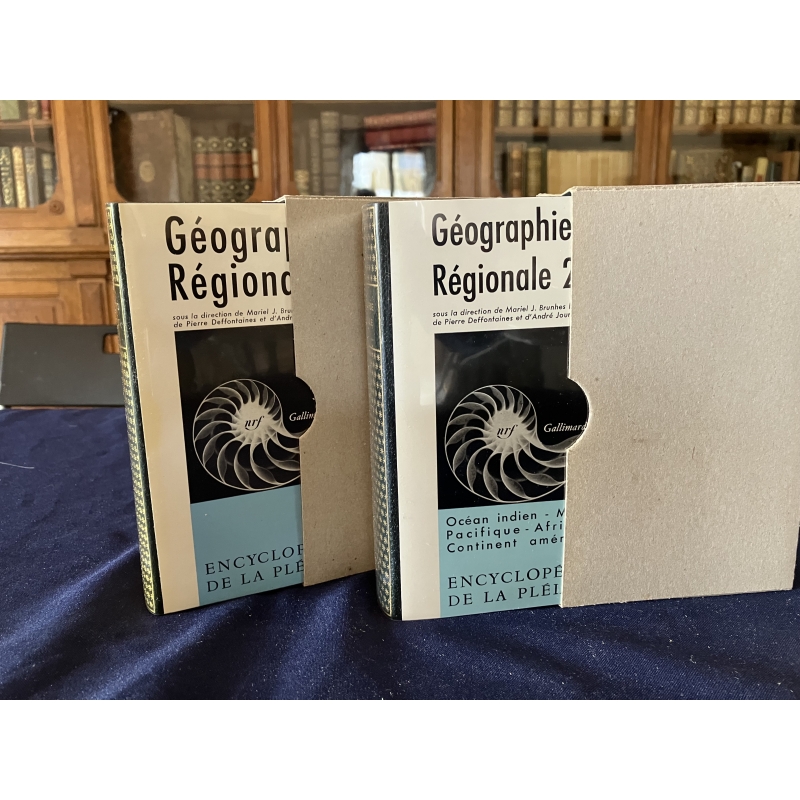 Géograp
Régiona
sous la direction de Mariel J. Brun
de Pierre Deffontaines et d'André
nrf
Gallim
ENCYCLOP
DE LA PLÉ
Géographie
Régionale 2
sous la direction de Mariel J. Brunhes
de Pierre Deffontaines et d'André Jour
nrf
Gallimard
Océan indien - M
Pacifique - Afri
Continent amér
ENCYCLOPÉ
DE LA PLÉI